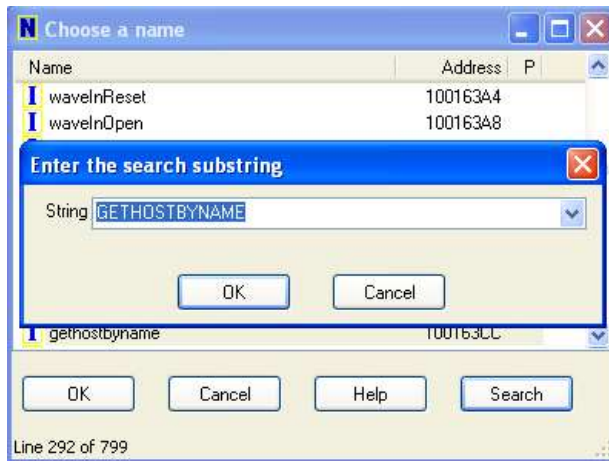 N Choose a name
Name Address P
I waveInReset 100163A4
I waveInOpen 100163A8
Enter the search substring
String GETHOSTBYNAME
OK Cancel
I gethostbyname 100163CC
OK Cancel Help Search
Line 292 of 799